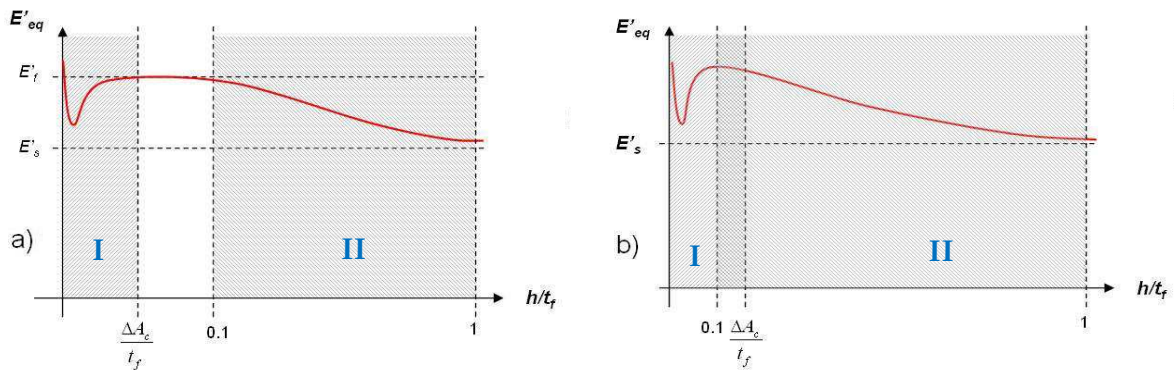 E'eq
E'f
E's
a)
I
II
h/tf
ΔAc
tf
0.1
1
E'eq
E's
b)
I
II
h/tf
0.1
ΔAc
tf
1